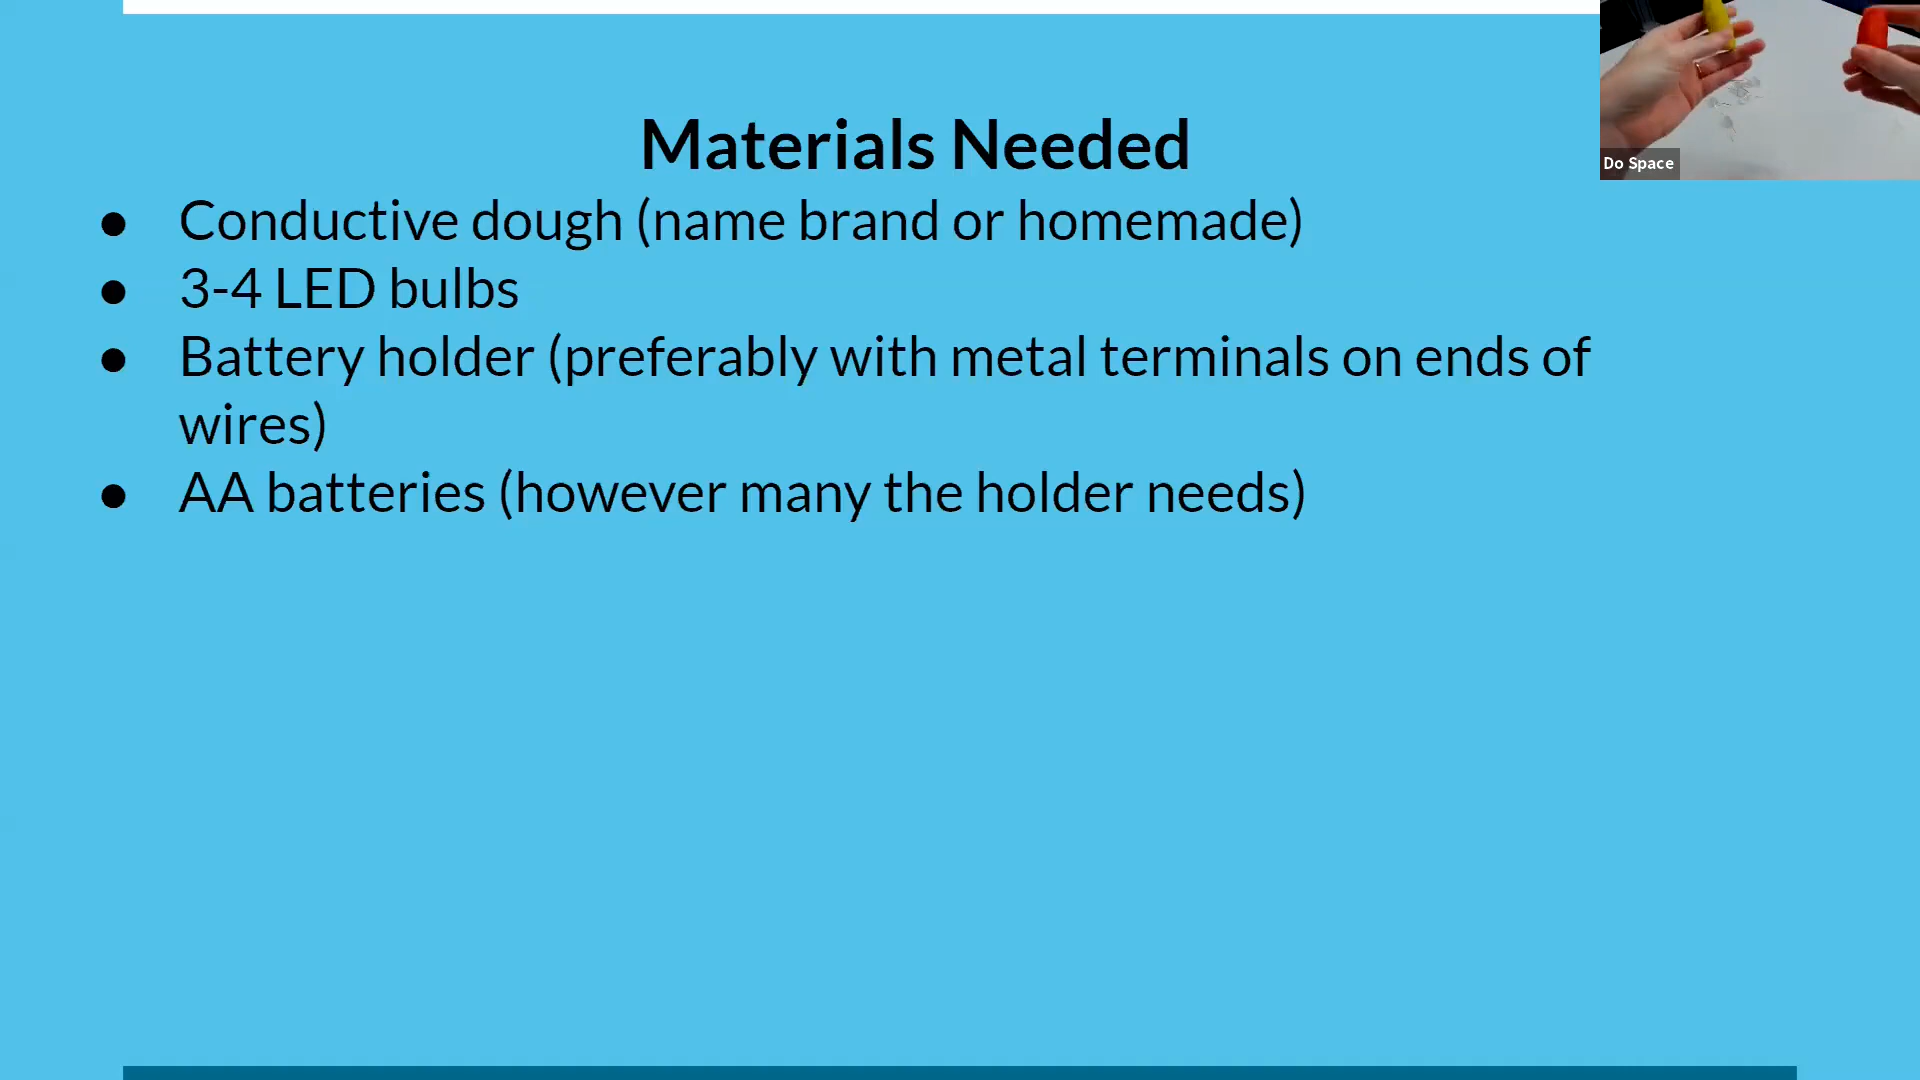 Materials Needed
● Conductive dough (name brand or homemade)
● 3-4 LED bulbs
● Battery holder (preferably with metal terminals on ends of
wires)
● AA batteries (however many the holder needs)
Do Space